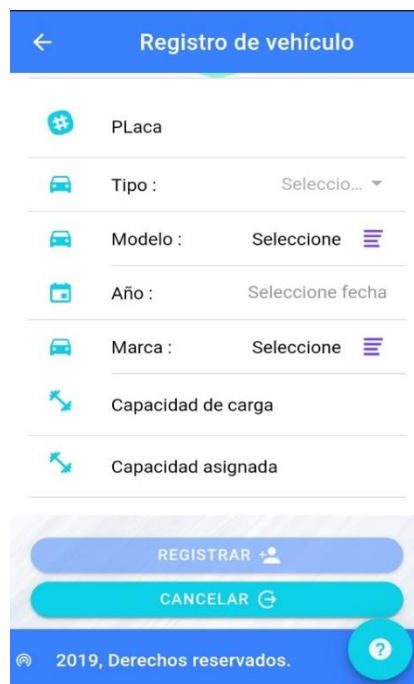 Registro de vehículo
PLaca
Tipo : Seleccio...
Modelo : Seleccione
Año : Seleccione fecha
Marca : Seleccione
Capacidad de carga
Capacidad asignada
REGISTRAR
CANCELAR
2019, Derechos reservados.